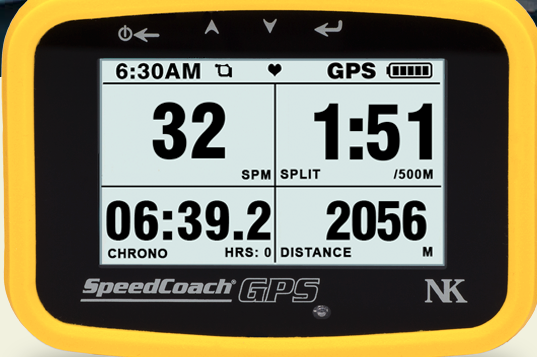 6:30AM GPS
32 SPM
1:51 SPLIT /500M
06:39.2 CHRONO HRS: 0
2056 DISTANCE M
SpeedCoach® GPS NK